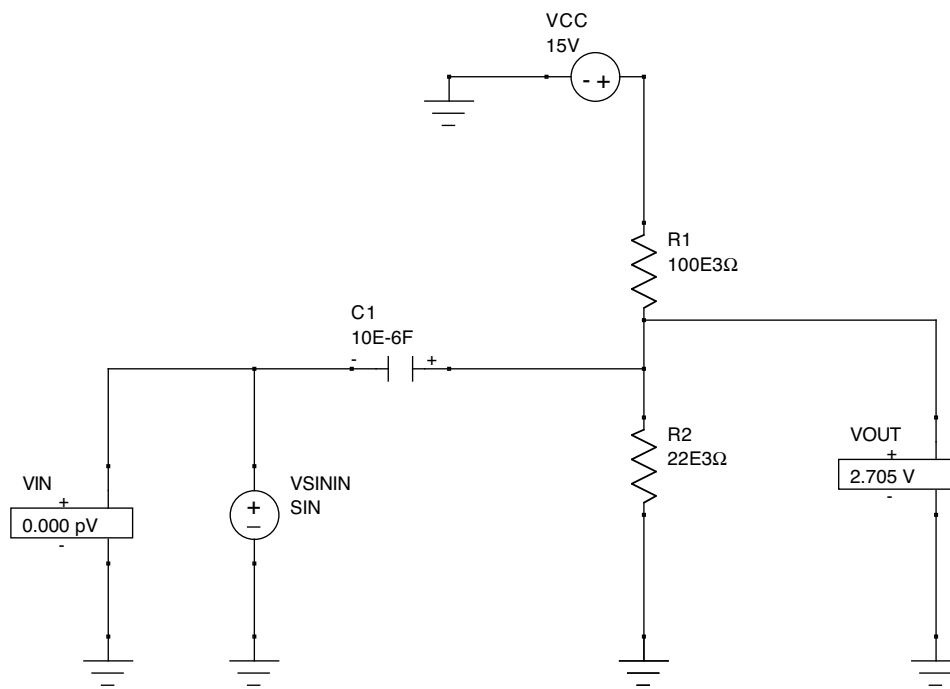 VCC
15V
- +
R1
100E3Ω
C1
10E-6F
- +
R2
22E3Ω
VOUT
+
2.705 V
-
VIN
+
0.000 pV
-
VSININ
SIN
+
-